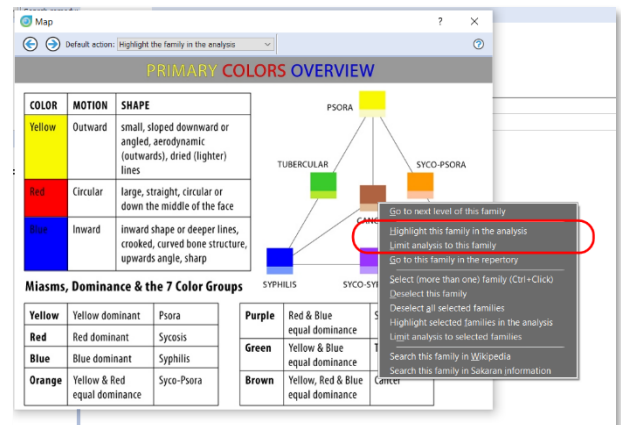 Map
?
Default action: Highlight the family in the analysis
?
PRIMARY COLORS OVERVIEW
COLOR MOTION SHAPE
Yellow Outward small, sloped downward or
angled, aerodynamic
(outwards), dried (lighter)
lines
Red Circular large, straight, circular or
down the middle of the face
Blue Inward inward shape or deeper lines,
crooked, curved bone structure,
upwards angle, sharp
PSORA
TUBERCULAR
SYCO-PSORA
CAN
SYPHILIS
SYCO-SY
Go to next level of this family
Highlight this family in the analysis
Limit analysis to this family
Go to this family in the repertory
Select (more than one) family (Ctrl+Click)
Deselect this family
Deselect all selected families
Highlight selected families in the analysis
Limit analysis to selected families
Search this family in Wikipedia
Search this family in Sakaran information
Miasms, Dominance & the 7 Color Groups
Yellow Yellow dominant Psora
Red Red dominant Sycosis
Blue Blue dominant Syphilis
Orange Yellow & Red Syco-Psora
equal dominance
Purple Red & Blue S
equal dominance
Green Yellow & Blue T
equal dominance
Brown Yellow, Red & Blue Cancer
equal dominance